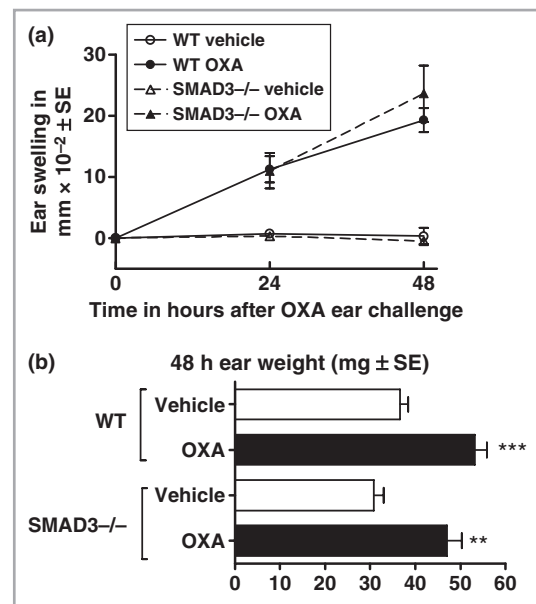 (a)
WT vehicle
WT OXA
SMAD3–/– vehicle
SMAD3–/– OXA
Ear swelling in
mm × 10⁻² ± SE
30
20
10
0
0 24 48
Time in hours after OXA ear challenge
(b) 48 h ear weight (mg ± SE)
WT
Vehicle
OXA ***
SMAD3–/–
Vehicle
OXA **
0 10 20 30 40 50 60